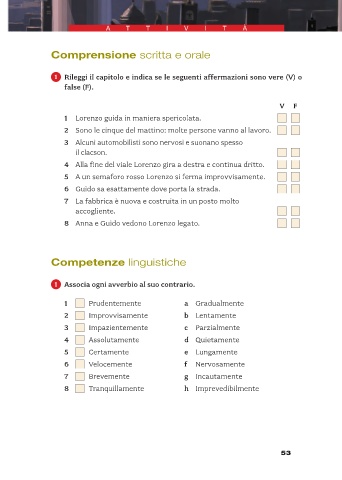 ATTIVITÀ
Comprensione scritta e orale
1 Rileggi il capitolo e indica se le seguenti affermazioni sono vere (V) o
false (F).
V F
1 Lorenzo guida in maniera spericolata.
2 Sono le cinque del mattino: molte persone vanno al lavoro.
3 Alcuni automobilisti sono nervosi e suonano spesso
il clacson.
4 Alla fine del viale Lorenzo gira a destra e continua dritto.
5 A un semaforo rosso Lorenzo si ferma improvvisamente.
6 Guido sa esattamente dove porta la strada.
7 La fabbrica è nuova e costruita in un posto molto
accogliente.
8 Anna e Guido vedono Lorenzo legato.
Competenze linguistiche
1 Associa ogni avverbio al suo contrario.
1 Prudentemente a Gradualmente
2 Improvvisamente b Lentamente
3 Impazientemente c Parzialmente
4 Assolutamente d Quietamente
5 Certamente e Lungamente
6 Velocemente f Nervosamente
7 Brevemente g Incautamente
8 Tranquillamente h Imprevedibilmente
53